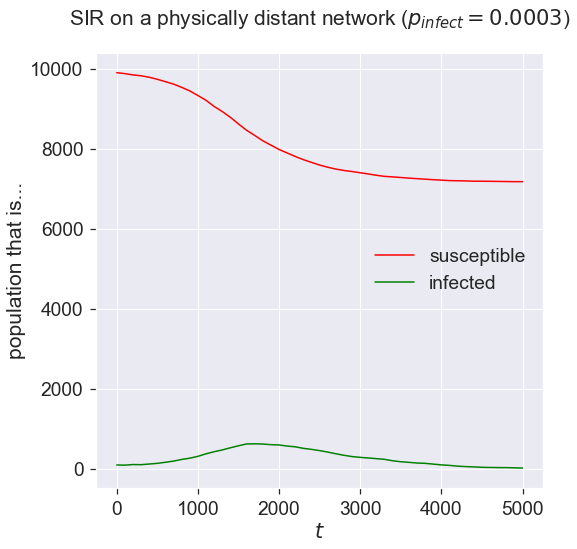 SIR on a physically distant network (p_infect = 0.0003)
10000
8000
6000
4000
2000
0
population that is...
susceptible
infected
0 1000 2000 3000 4000 5000
t